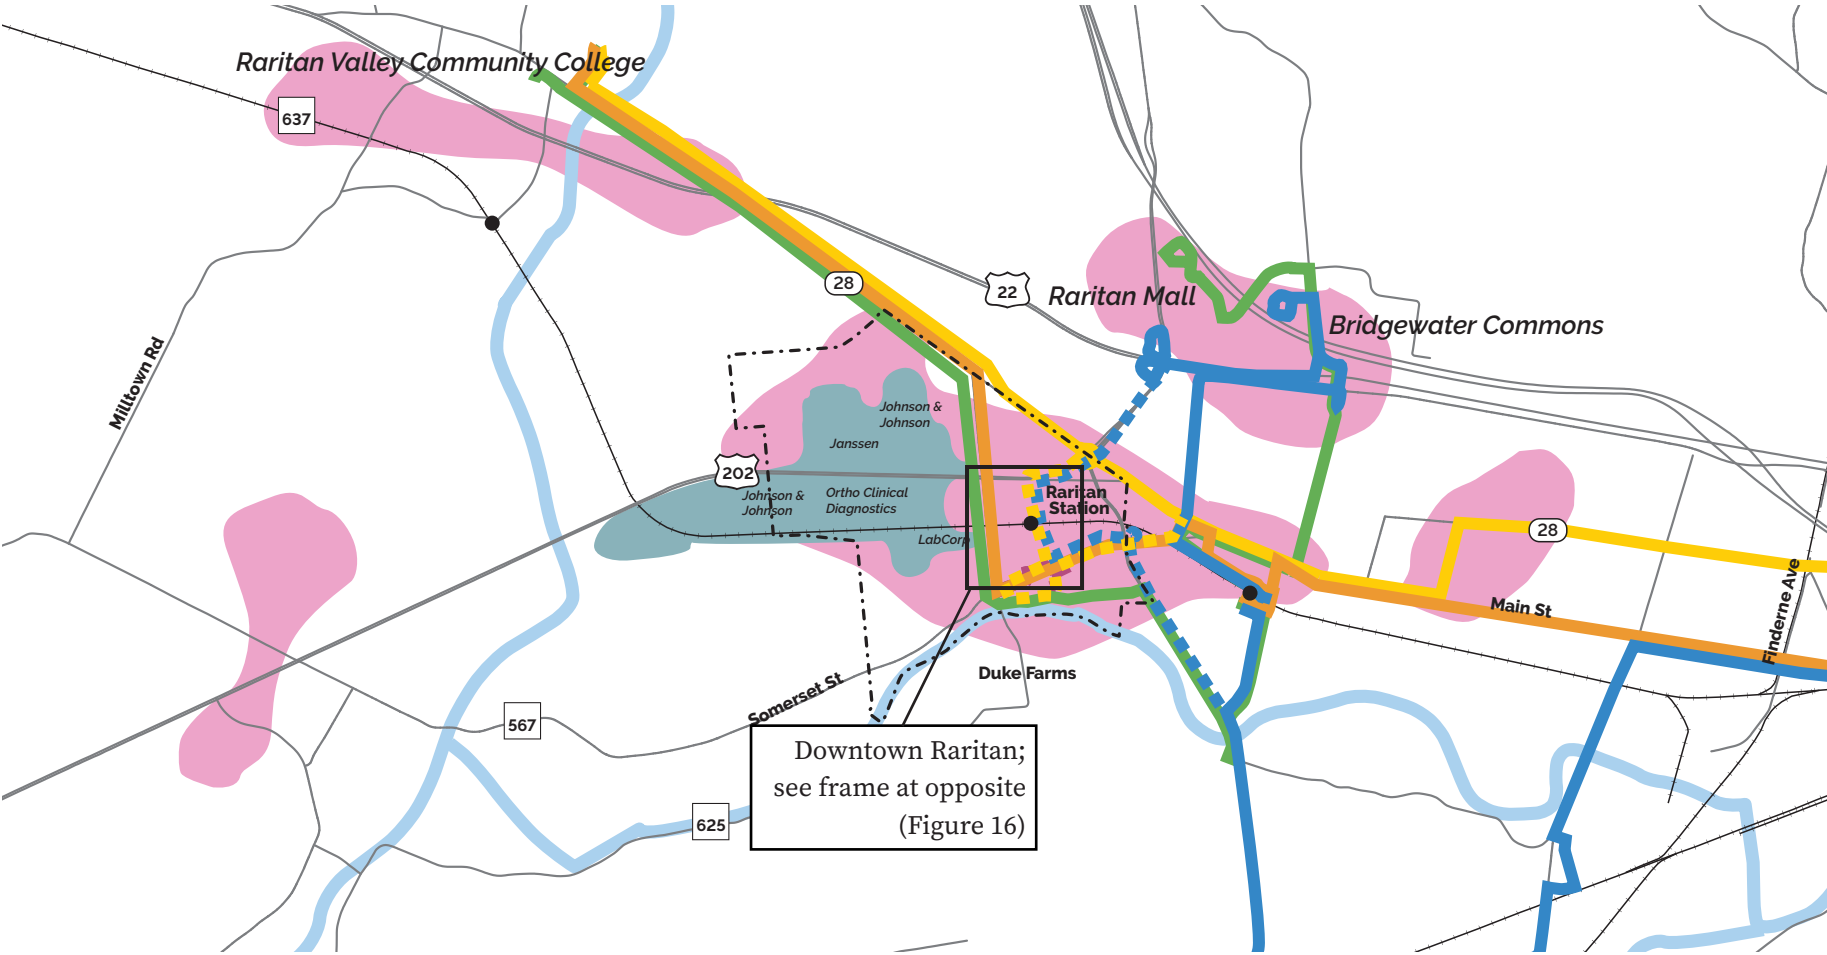 Raritan Valley Community College
637
28
22
Raritan Mall
Bridgewater Commons
Milltown Rd
Johnson &
Johnson
Janssen
202
Johnson &
Johnson
Ortho Clinical
Diagnostics
LabCorp
Raritan
Station
28
Finderne Ave
Main St
Duke Farms
Somerset St
567
Downtown Raritan;
see frame at opposite
(Figure 16)
625